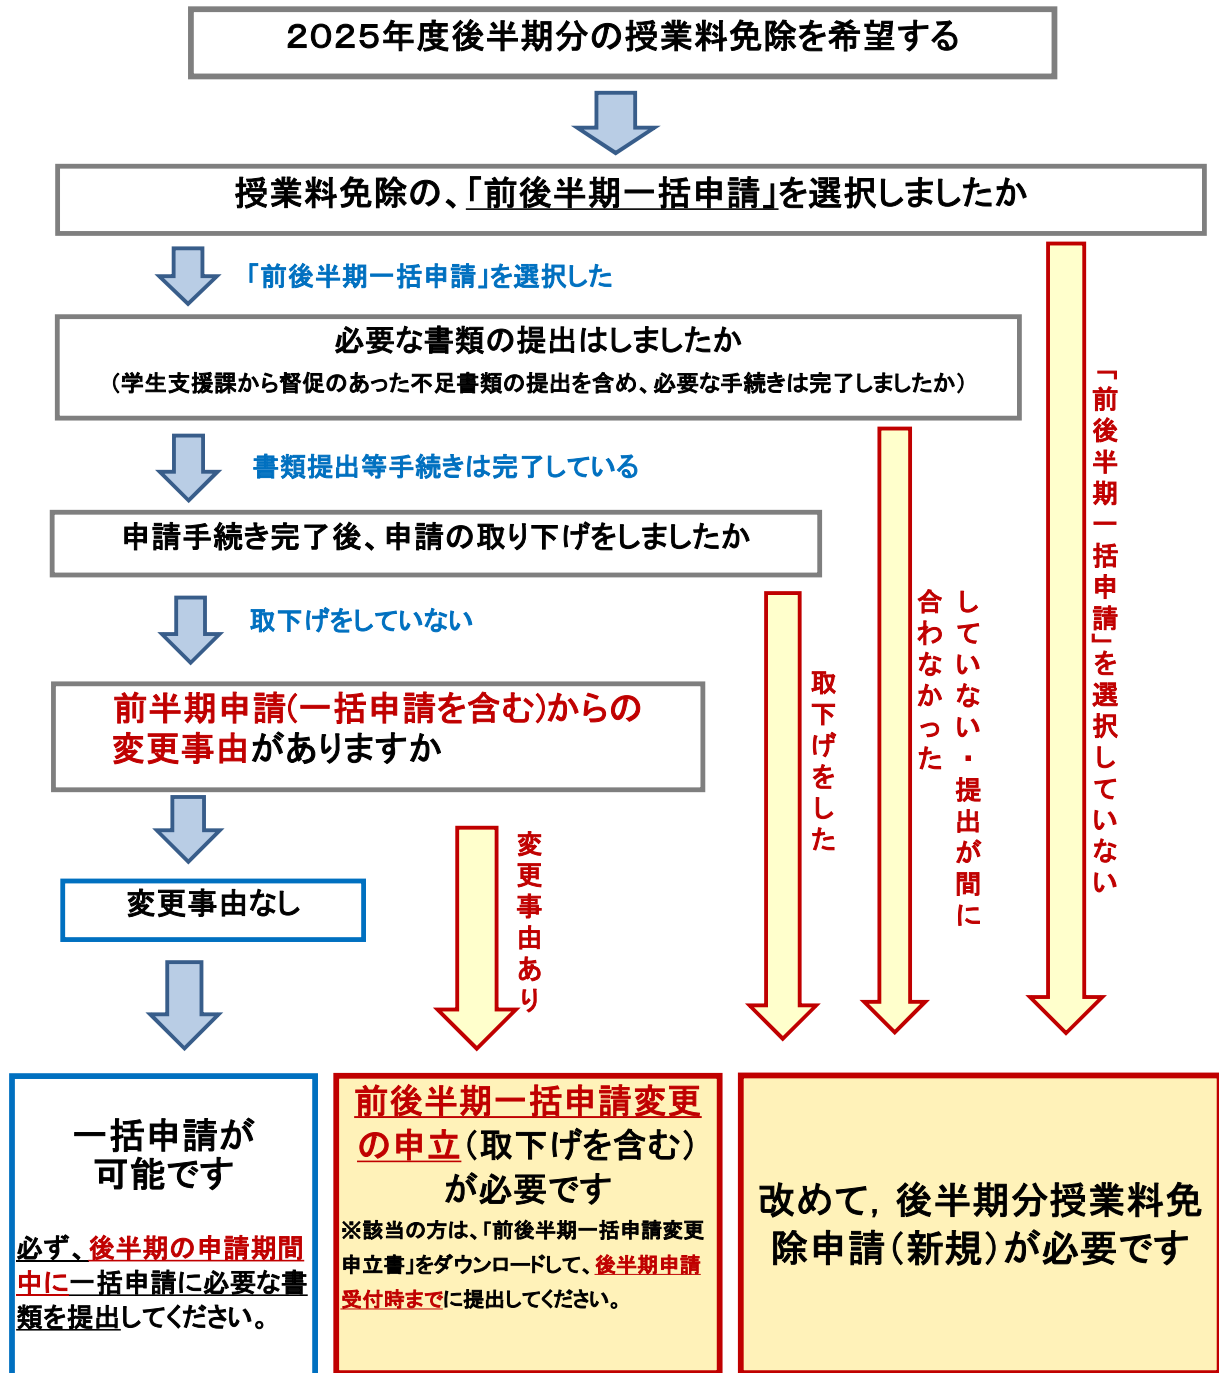 2025年度後半期分の授業料免除を希望する
授業料免除の、「前後半期一括申請」を選択しましたか
「前後半期一括申請」を選択した
必要な書類の提出はしましたか
（学生支援課から督促のあった不足書類の提出を含め、必要な手続きは完了しましたか）
書類提出等手続きは完了している
申請手続き完了後、申請の取り下げをしましたか
取下げをしていない
前半期申請(一括申請を含む)からの
変更事由がありますか
変更事由なし
変更事由あり
取下げをした
していない・提出が間に
合わなかった
「前後半期一括申請」を選択していない
一括申請が
可能です
必ず、後半期の申請期間
中に一括申請に必要な書
類を提出してください。
前後半期一括申請変更
の申立（取下げを含む）
が必要です
※該当の方は、「前後半期一括申請変更
申立書」をダウンロードして、後半期申請
受付時までに提出してください。
改めて，後半期分授業料免
除申請（新規）が必要です